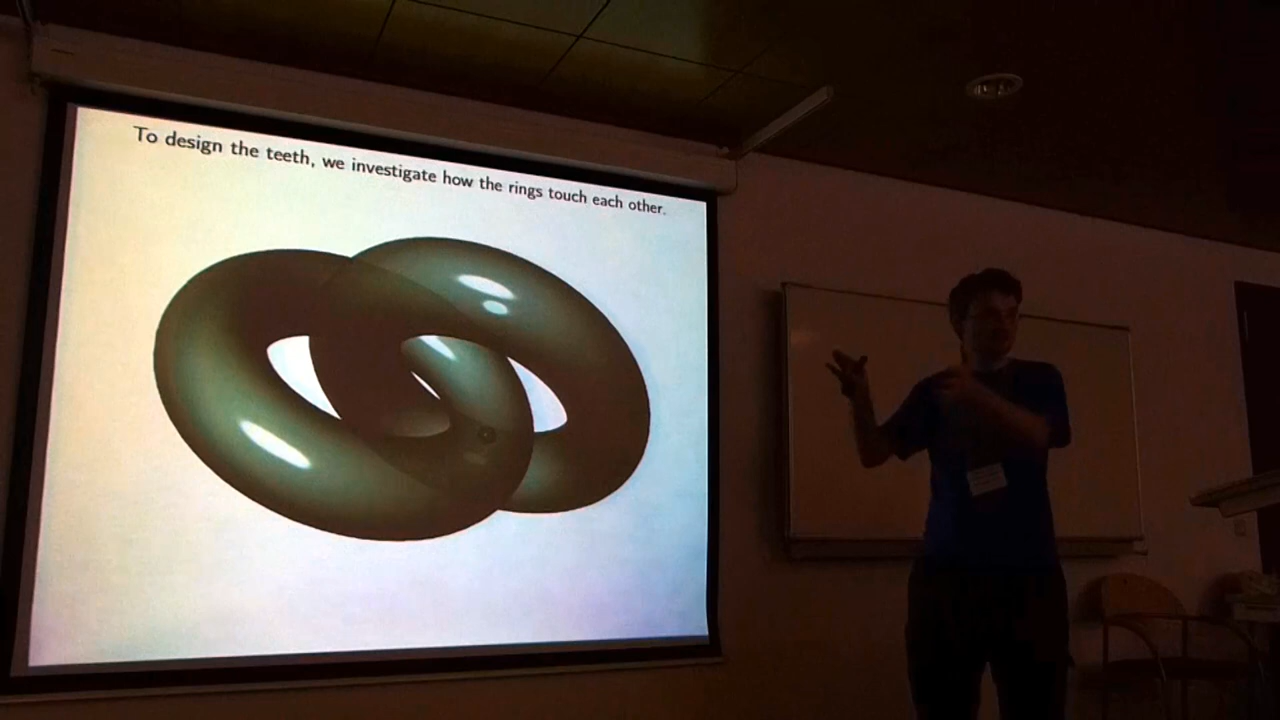 To design the teeth, we investigate how the rings touch each other.